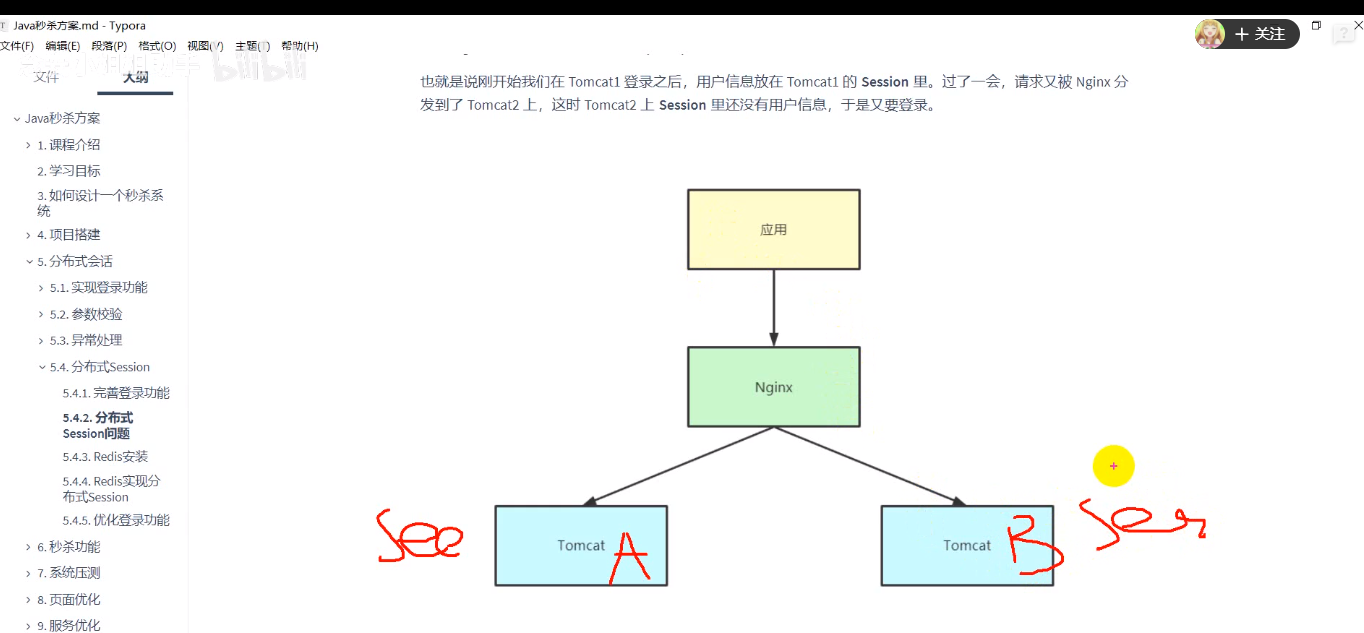 Java秒杀方案.md - Typora
文件(F) 编辑(E) 段落(P) 格式(O) 视图(V) 主题(T) 帮助(H)
+ 关注
bilibili
文件 大纲
Java秒杀方案
1. 课程介绍
2. 学习目标
3. 如何设计一个秒杀系
统
4. 项目搭建
5. 分布式会话
5.1. 实现登录功能
5.2. 参数校验
5.3. 异常处理
5.4. 分布式Session
5.4.1. 完善登录功能
5.4.2. 分布式
Session问题
5.4.3. Redis安装
5.4.4. Redis实现分
布式Session
5.4.5. 优化登录功能
6. 秒杀功能
7. 系统压测
8. 页面优化
9. 服务优化
也就是说刚开始我们在 Tomcat1 登录之后，用户信息放在 Tomcat1 的 Session 里。过了一会，请求又被 Nginx 分
发到了 Tomcat2 上，这时 Tomcat2 上 Session 里还没有用户信息，于是又要登录。
应用
Nginx
Tomcat A
Tomcat B